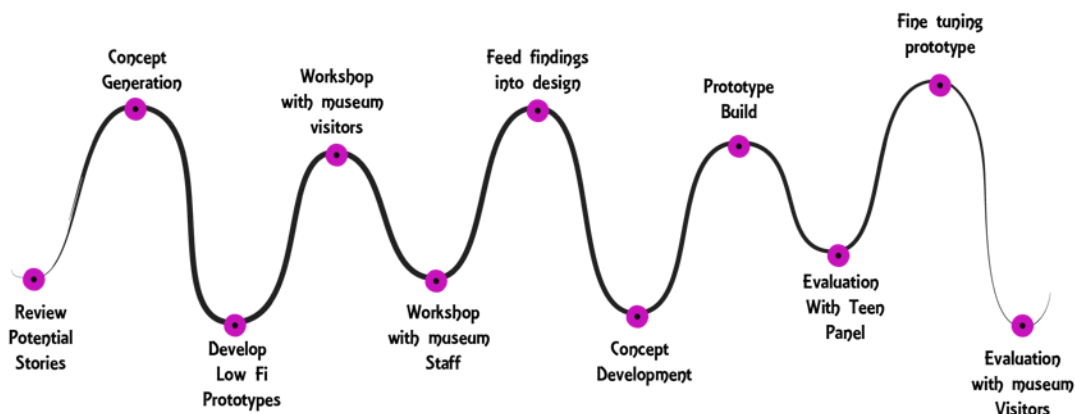 Review
Potential
Stories
Concept
Generation
Develop
Low Fi
Prototypes
Workshop
with museum
visitors
Workshop
with museum
Staff
Feed findings
into design
Concept
Development
Prototype
Build
Evaluation
With Teen
Panel
Fine tuning
prototype
Evaluation
with museum
Visitors